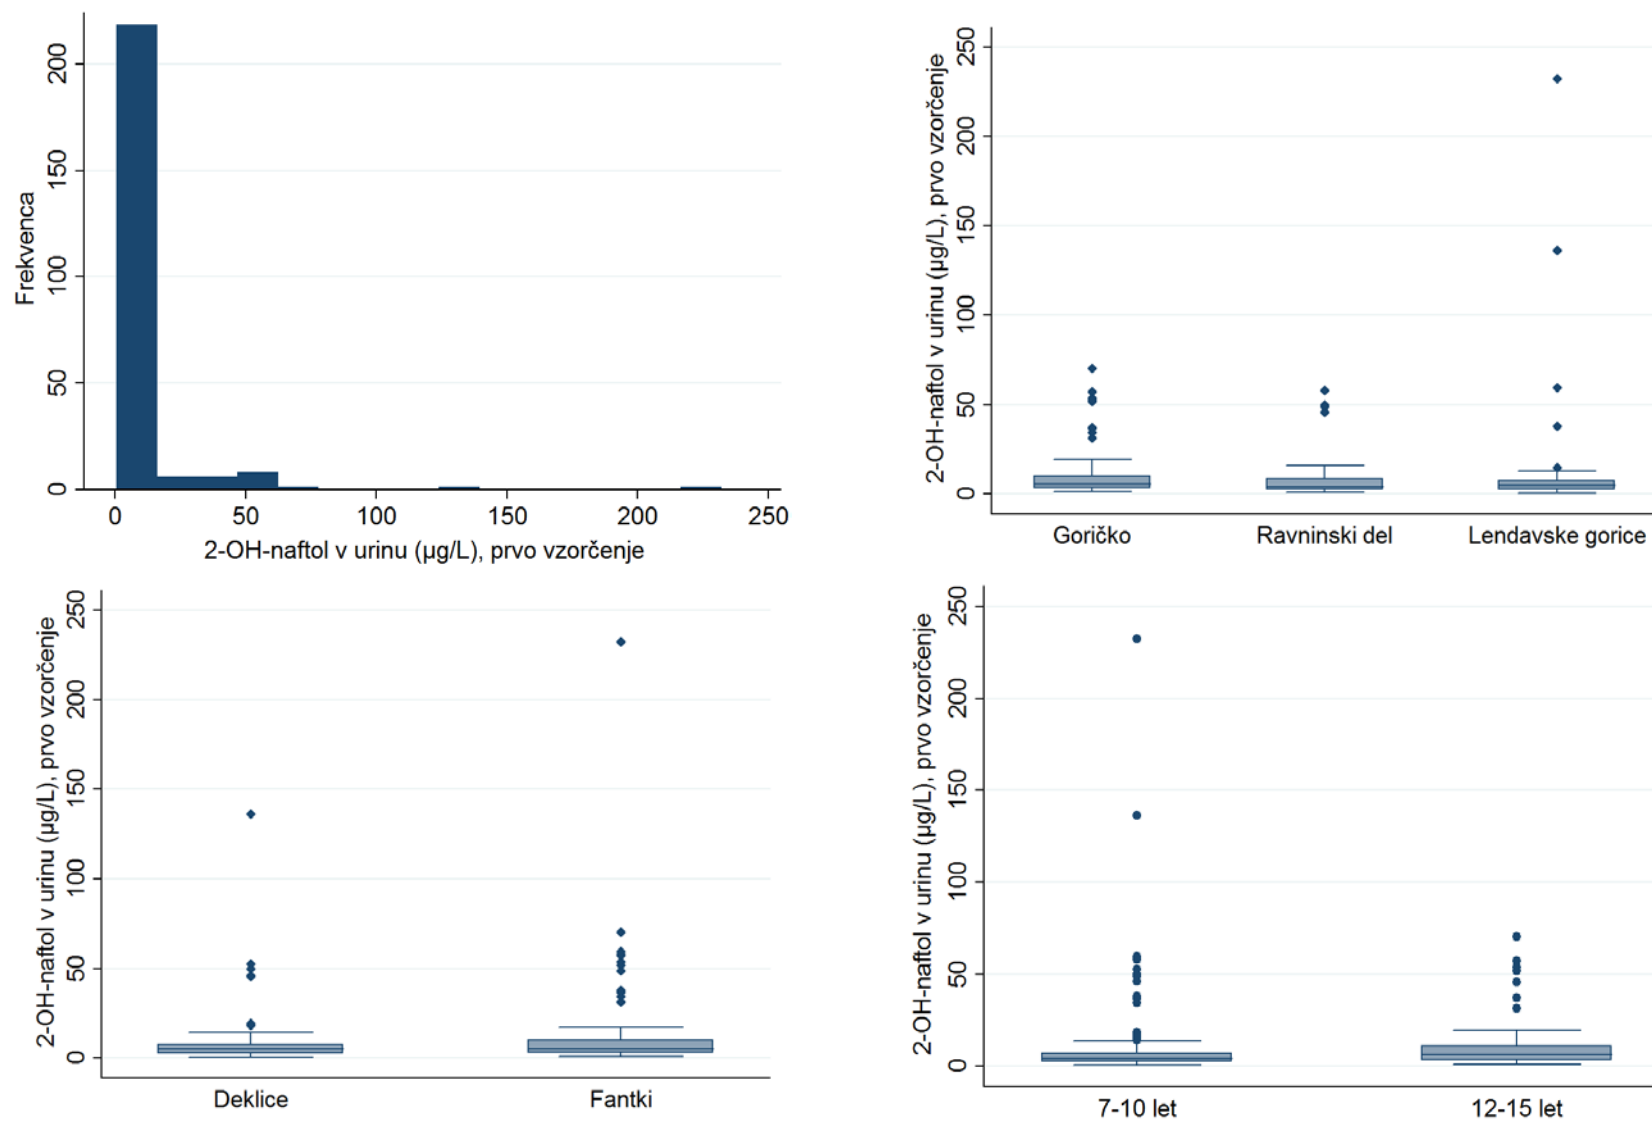 200
150
100
50
0
Frekvenca
0 50 100 150 200 250
2-OH-naftol v urinu (µg/L), prvo vzorčenje
250
200
150
100
50
0
2-OH-naftol v urinu (µg/L), prvo vzorčenje
Goričko Ravninski del Lendavske gorice
250
200
150
100
50
0
2-OH-naftol v urinu (µg/L), prvo vzorčenje
Deklice Fantki
250
200
150
100
50
0
2-OH-naftol v urinu (µg/L), prvo vzorčenje
7-10 let 12-15 let